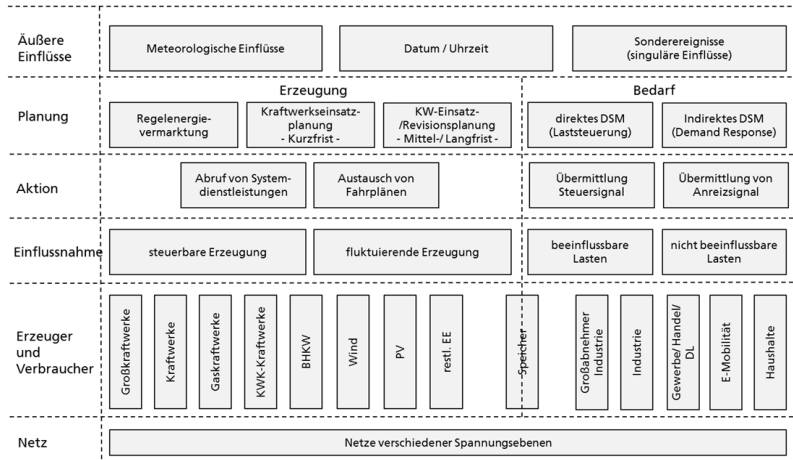 Äußere
Einflüsse
Meteorologische Einflüsse
Datum / Uhrzeit
Sonderereignisse
(singuläre Einflüsse)
Erzeugung
Bedarf
Planung
Regelenergie-
vermarktung
Kraftwerkseinsatz-
planung
- Kurzfrist -
KW-Einsatz-
/Revisionsplanung
- Mittel-/ Langfrist -
direktes DSM
(Laststeuerung)
Indirektes DSM
(Demand Response)
Aktion
Abruf von System-
dienstleistungen
Austausch von
Fahrplänen
Übermittlung
Steuersignal
Übermittlung von
Anreizsignal
Einflussnahme
steuerbare Erzeugung
fluktuierende Erzeugung
beeinflussbare
Lasten
nicht beeinflussbare
Lasten
Erzeuger
und
Verbraucher
Großkraftwerke
Kraftwerke
Gaskraftwerke
KWK-Kraftwerke
BHKW
Wind
PV
restl. EE
Speicher
Großabnehmer
Industrie
Industrie
Gewerbe/ Handel/
DL
E-Mobilität
Haushalte
Netz
Netze verschiedener Spannungsebenen